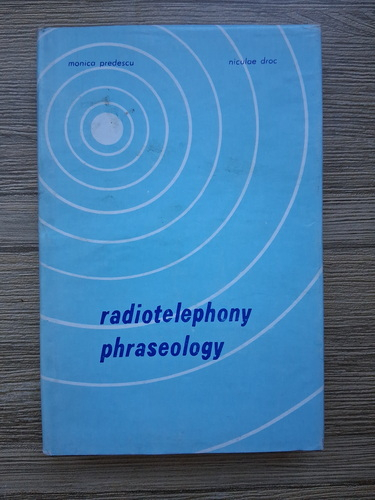 monica predescu niculae droc
radiotelephony
phraseology